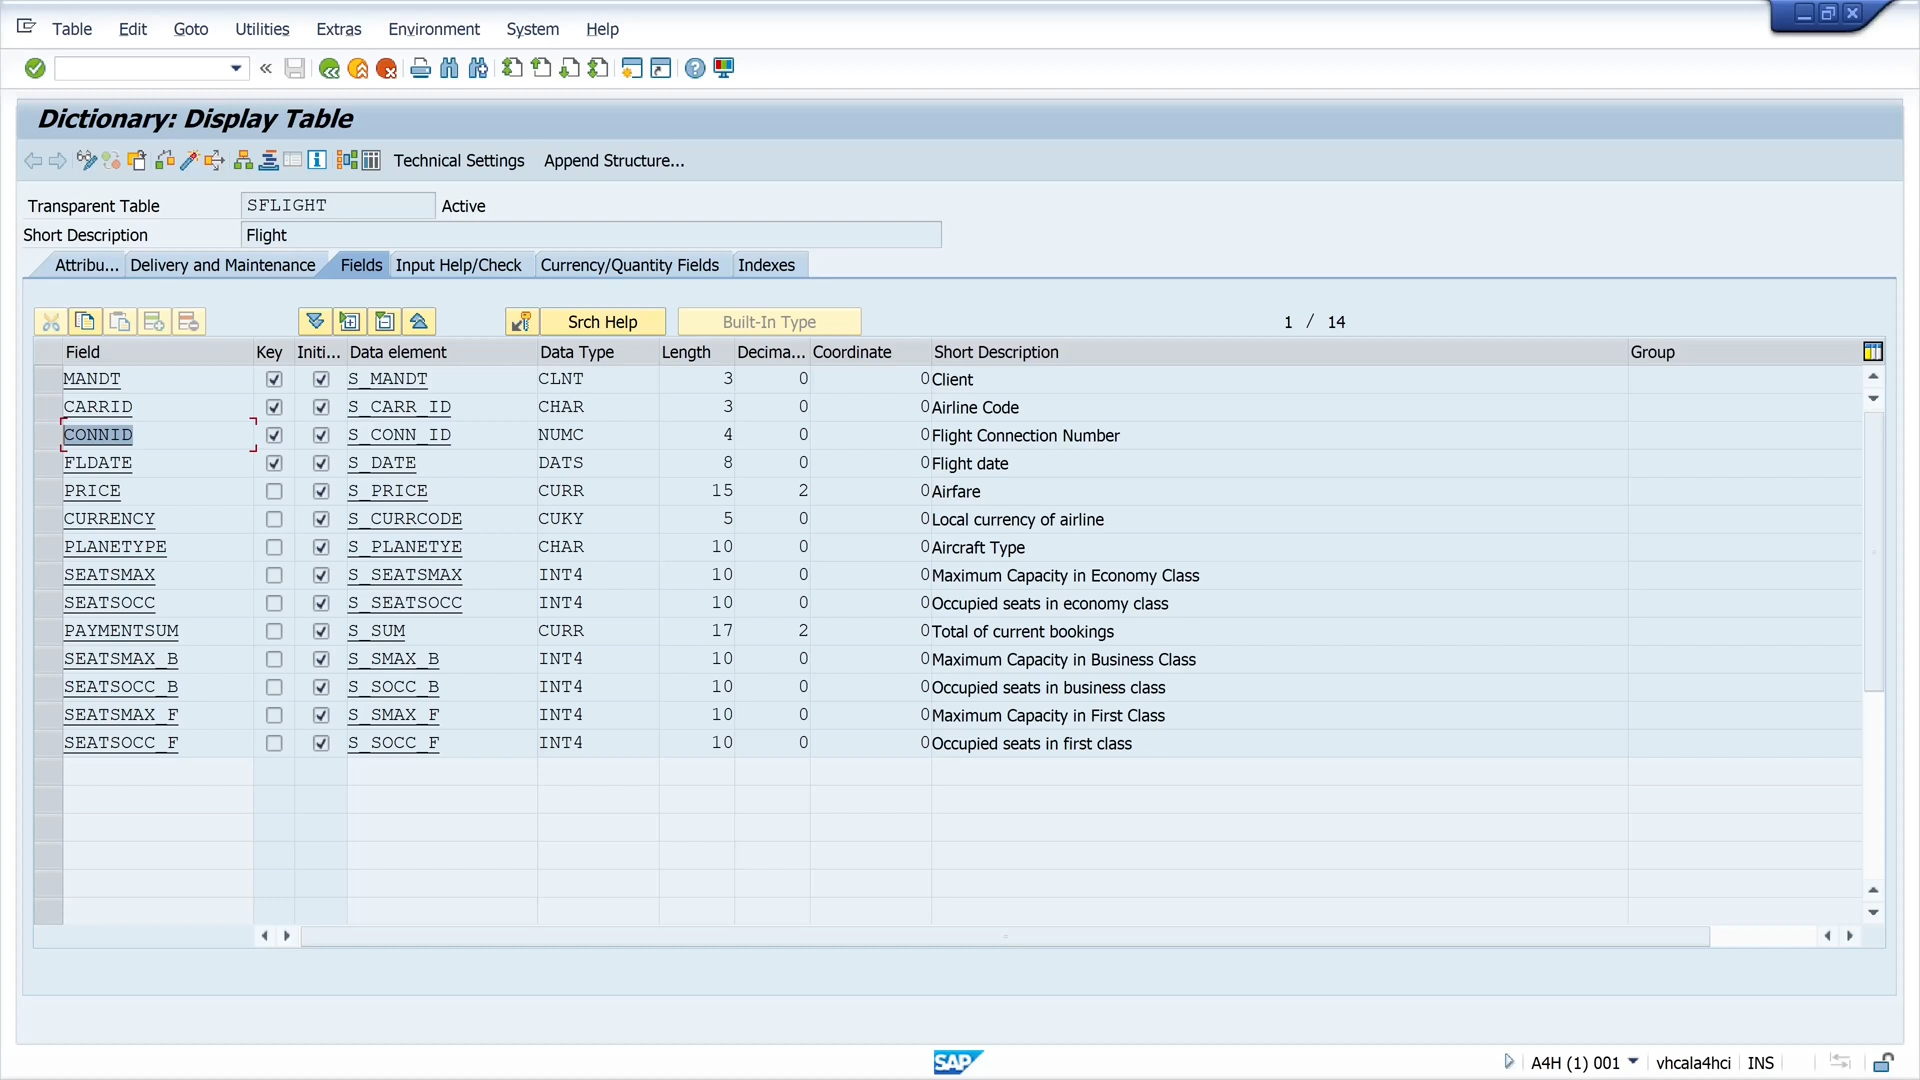 Table Edit Goto Utilities Extras Environment System Help
Dictionary: Display Table
Technical Settings Append Structure...
Transparent Table SFLIGHT Active
Short Description Flight
Attribu... Delivery and Maintenance Fields Input Help/Check Currency/Quantity Fields Indexes
Srch Help Built-In Type 1 / 14
Field Key Initi... Data element Data Type Length Decima... Coordinate Short Description Group
MANDT S_MANDT CLNT 3 0 0 Client
CARRID S_CARR_ID CHAR 3 0 0 Airline Code
CONNID S_CONN_ID NUMC 4 0 0 Flight Connection Number
FLDATE S_DATE DATS 8 0 0 Flight date
PRICE S_PRICE CURR 15 2 0 Airfare
CURRENCY S_CURRCODE CUKY 5 0 0 Local currency of airline
PLANETYPE S_PLANETYE CHAR 10 0 0 Aircraft Type
SEATSMAX S_SEATSMAX INT4 10 0 0 Maximum Capacity in Economy Class
SEATSOCC S_SEATSOCC INT4 10 0 0 Occupied seats in economy class
PAYMENTSUM S_SUM CURR 17 2 0 Total of current bookings
SEATSMAX_B S_SMAX_B INT4 10 0 0 Maximum Capacity in Business Class
SEATSOCC_B S_SOCC_B INT4 10 0 0 Occupied seats in business class
SEATSMAX_F S_SMAX_F INT4 10 0 0 Maximum Capacity in First Class
SEATSOCC_F S_SOCC_F INT4 10 0 0 Occupied seats in first class
SAP A4H (1) 001 vhcala4hci INS